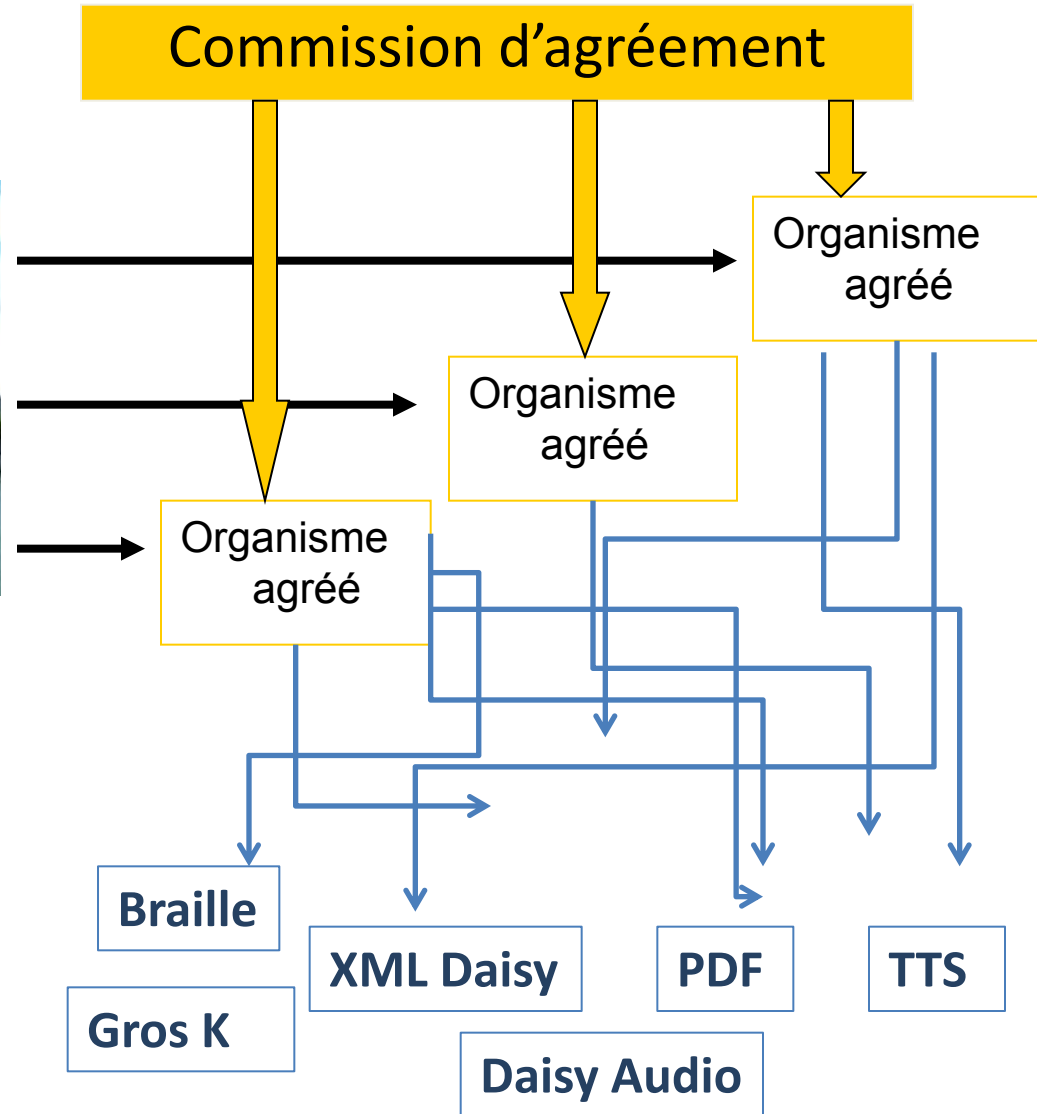 Commission d’agréement
Organisme
agréé
Organisme
agréé
Organisme
agréé
Braille
XML Daisy
PDF
TTS
Gros K
Daisy Audio